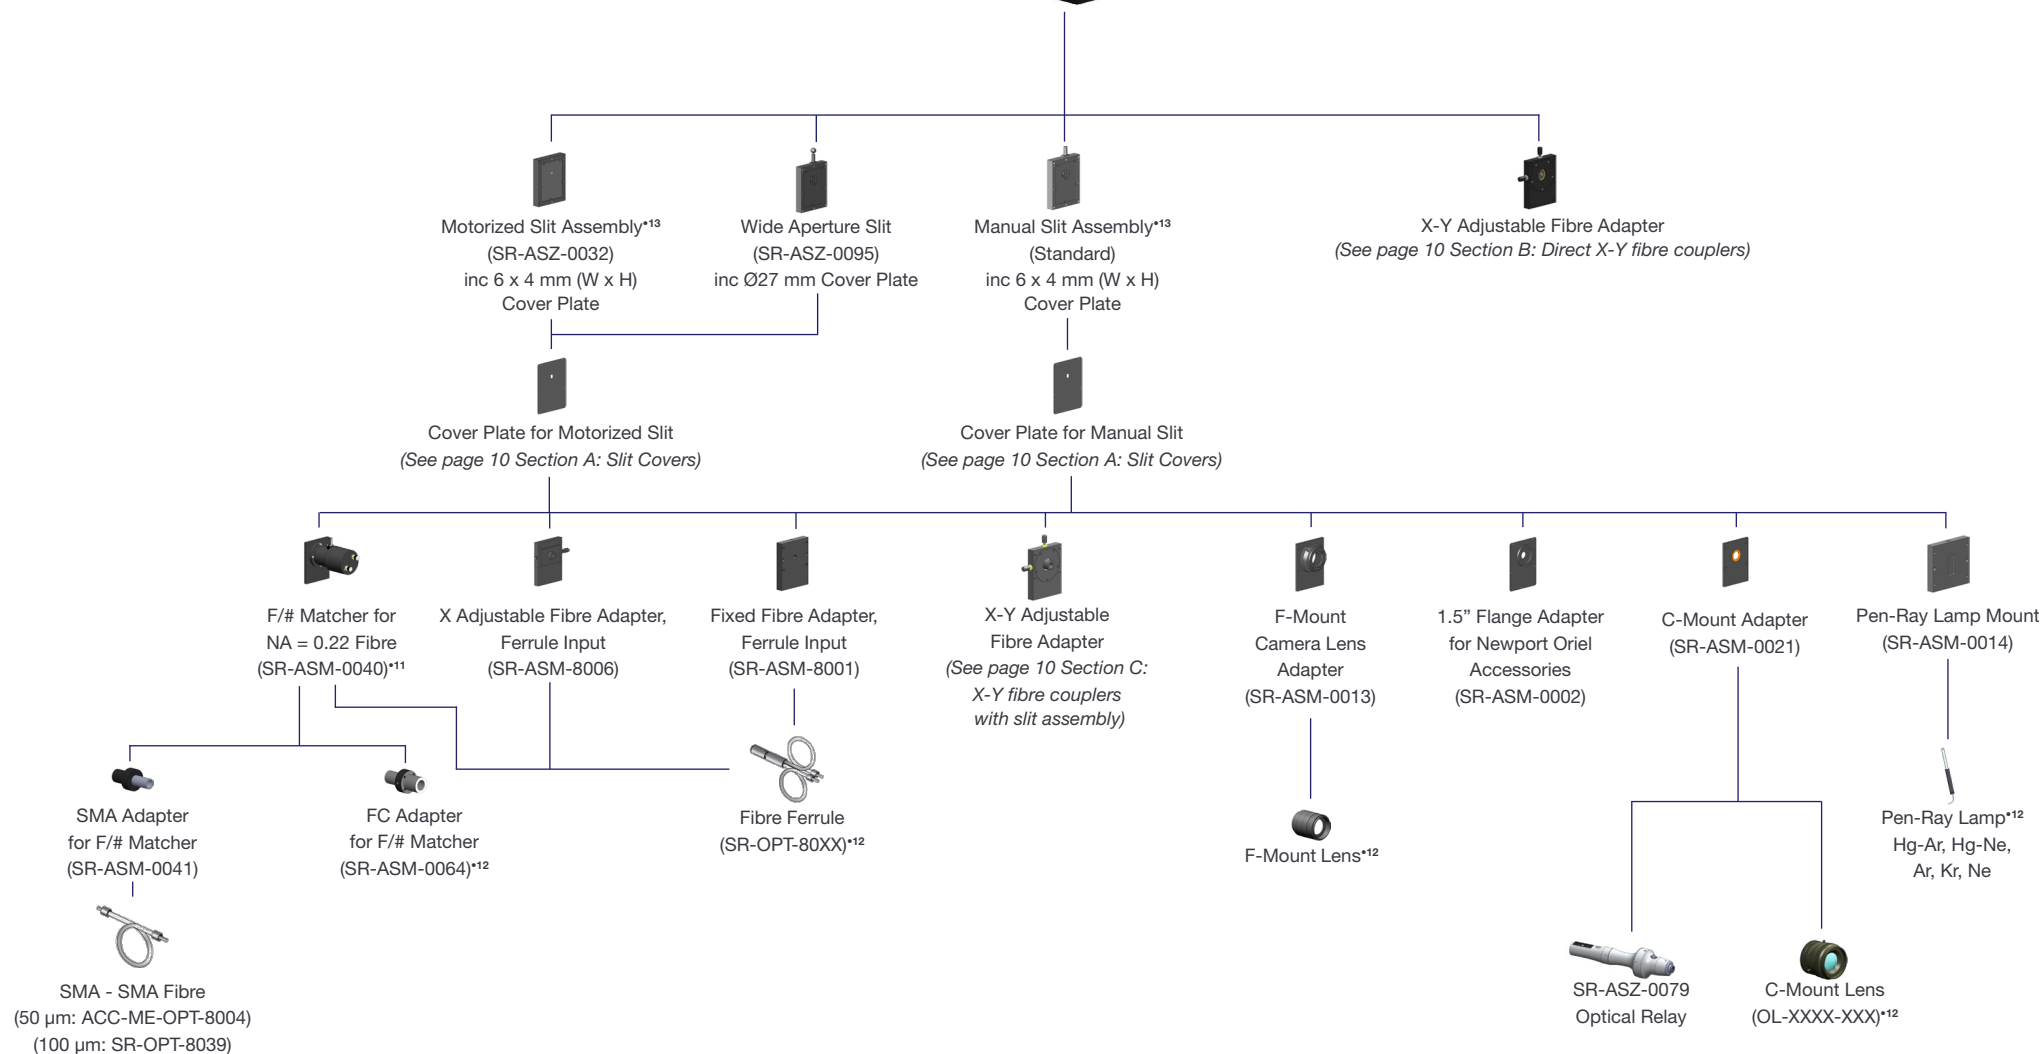 Motorized Slit Assembly•13
(SR-ASZ-0032)
inc 6 x 4 mm (W x H)
Cover Plate
Wide Aperture Slit
(SR-ASZ-0095)
inc Ø27 mm Cover Plate
Manual Slit Assembly•13
(Standard)
inc 6 x 4 mm (W x H)
Cover Plate
X-Y Adjustable Fibre Adapter
(See page 10 Section B: Direct X-Y fibre couplers)
Cover Plate for Motorized Slit
(See page 10 Section A: Slit Covers)
Cover Plate for Manual Slit
(See page 10 Section A: Slit Covers)
F/# Matcher for
NA = 0.22 Fibre
(SR-ASM-0040)•11
X Adjustable Fibre Adapter,
Ferrule Input
(SR-ASM-8006)
Fixed Fibre Adapter,
Ferrule Input
(SR-ASM-8001)
X-Y Adjustable
Fibre Adapter
(See page 10 Section C:
X-Y fibre couplers
with slit assembly)
F-Mount
Camera Lens
Adapter
(SR-ASM-0013)
1.5” Flange Adapter
for Newport Oriel
Accessories
(SR-ASM-0002)
C-Mount Adapter
(SR-ASM-0021)
Pen-Ray Lamp Mount
(SR-ASM-0014)
SMA Adapter
for F/# Matcher
(SR-ASM-0041)
FC Adapter
for F/# Matcher
(SR-ASM-0064)•12
Fibre Ferrule
(SR-OPT-80XX)•12
F-Mount Lens•12
Pen-Ray Lamp•12
Hg-Ar, Hg-Ne,
Ar, Kr, Ne
SMA - SMA Fibre
(50 µm: ACC-ME-OPT-8004)
(100 µm: SR-OPT-8039)
SR-ASZ-0079
Optical Relay
C-Mount Lens
(OL-XXXX-XXX)•12